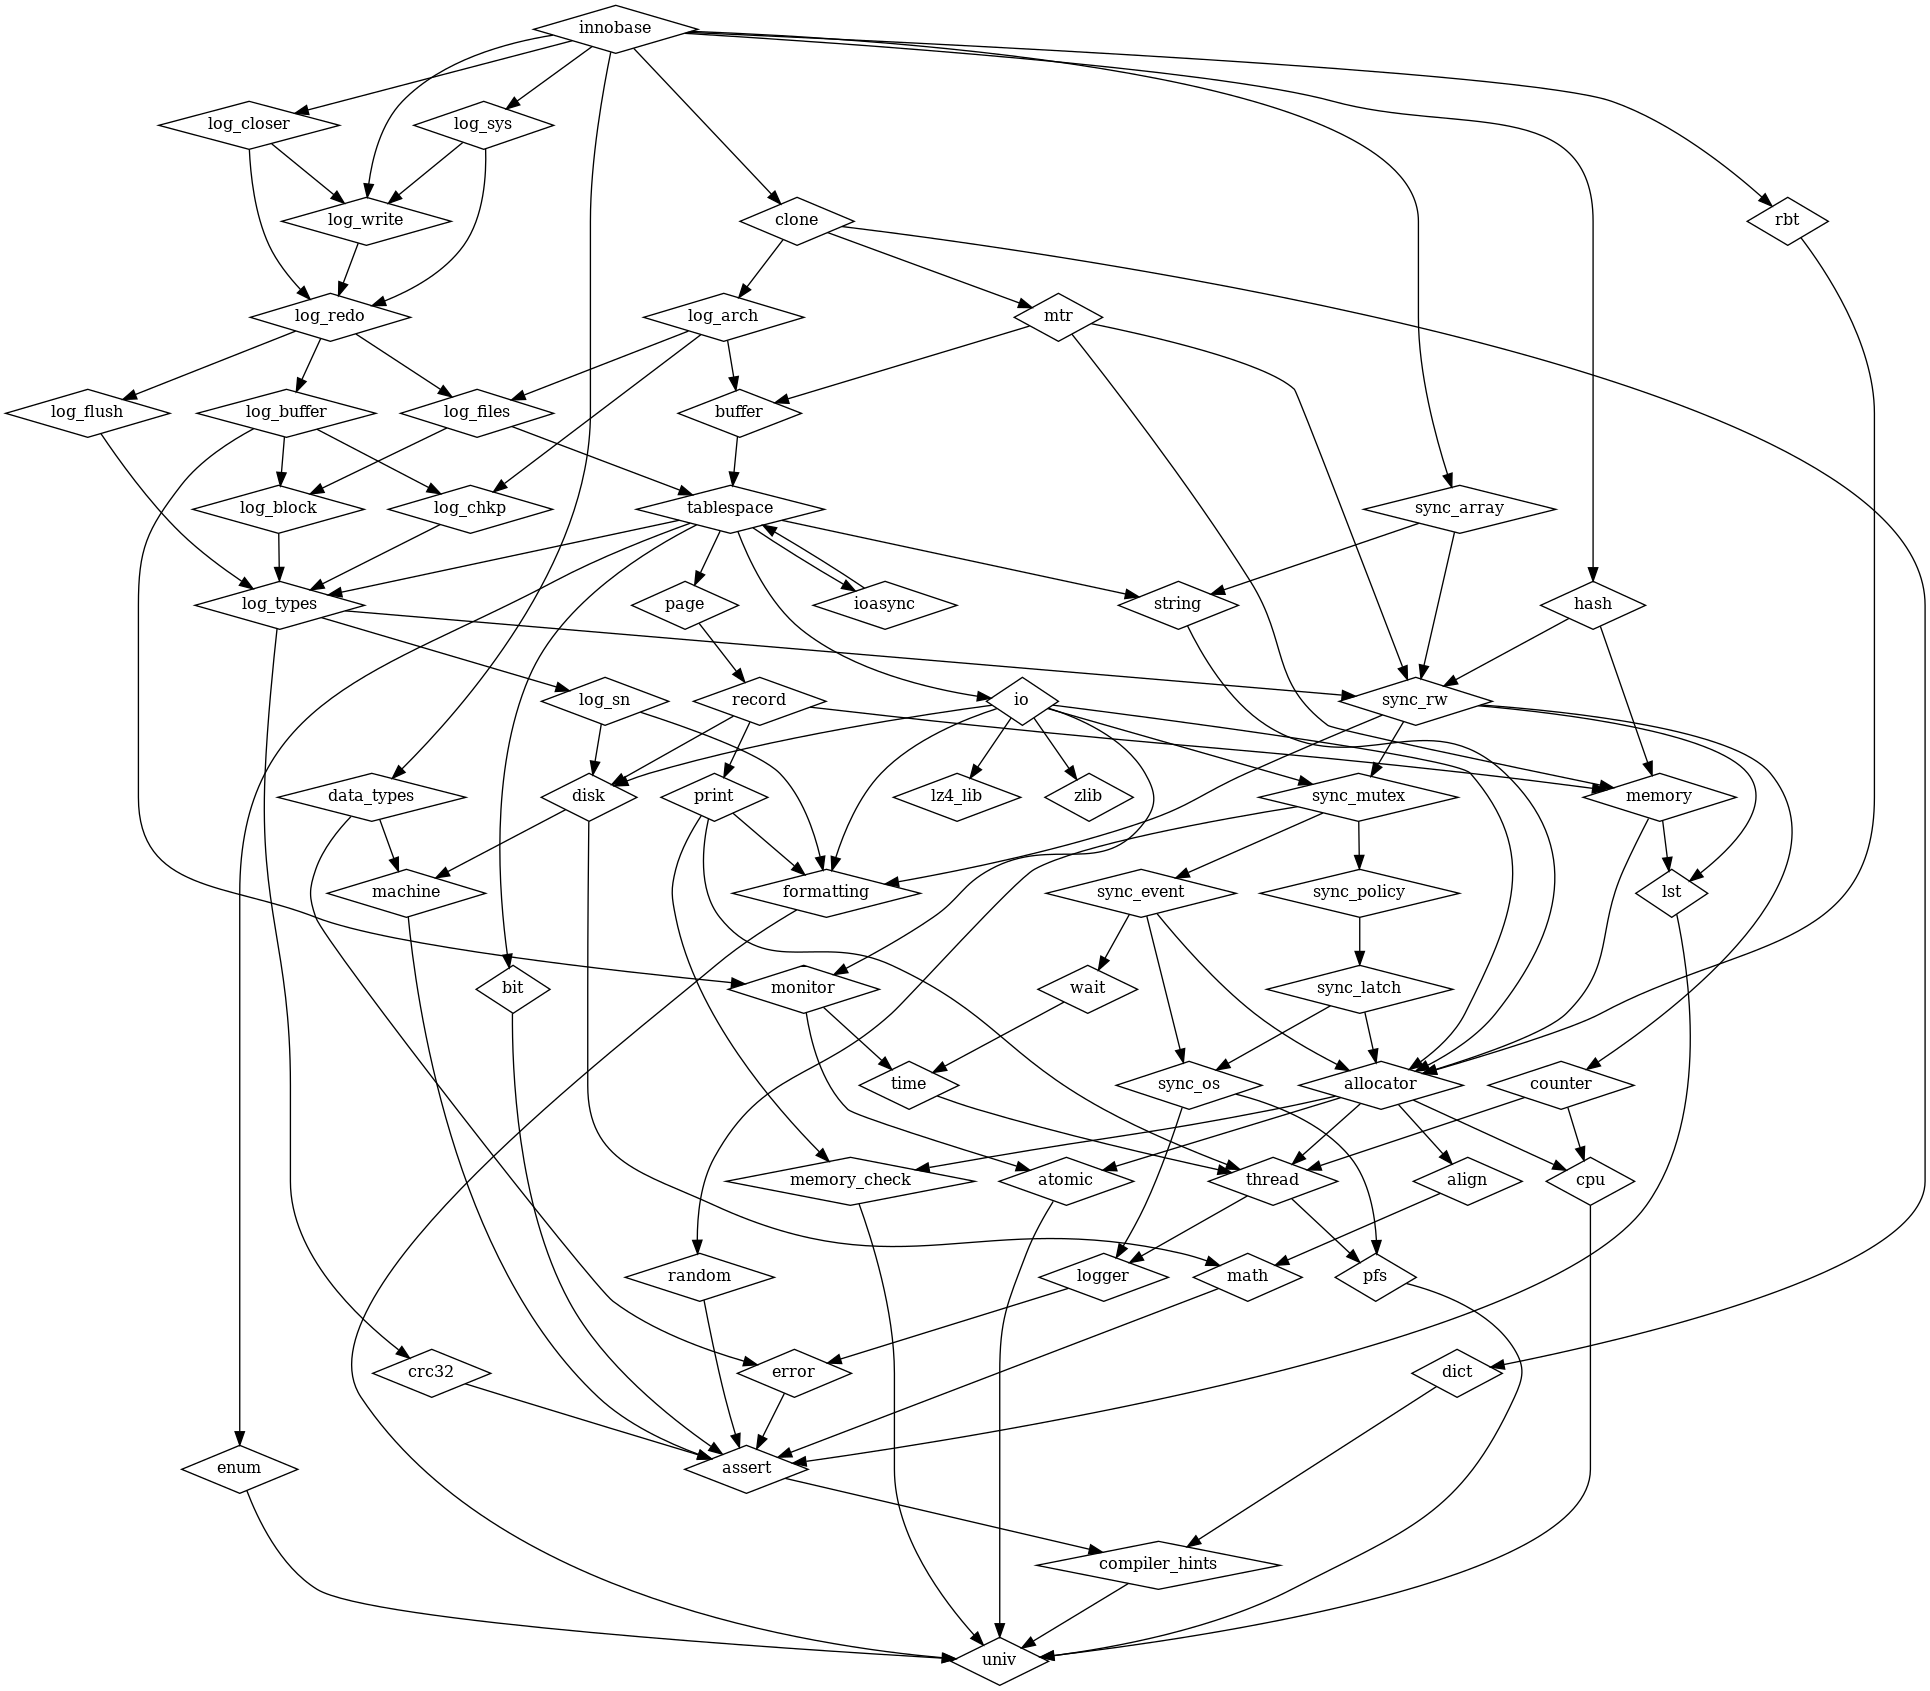 innobase
log_closer
log_sys
log_write
clone
rbt
log_redo
log_arch
mtr
log_flush
log_buffer
log_files
buffer
log_block
log_chkp
tablespace
sync_array
log_types
page
ioasync
string
hash
log_sn
record
io
sync_rw
data_types
disk
print
lz4_lib
zlib
sync_mutex
memory
machine
formatting
sync_event
sync_policy
lst
bit
monitor
wait
sync_latch
time
sync_os
allocator
counter
memory_check
atomic
thread
align
cpu
random
logger
math
pfs
crc32
error
dict
enum
assert
compiler_hints
univ